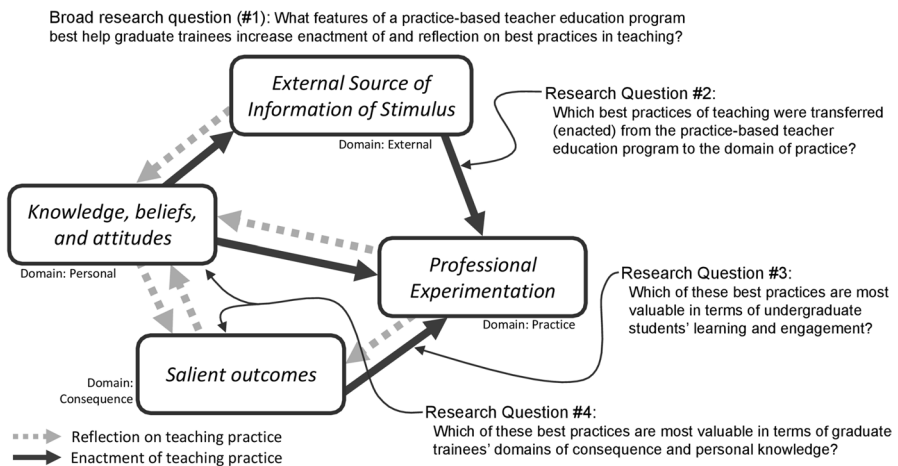 Broad research question (#1): What features of a practice-based teacher education program
best help graduate trainees increase enactment of and reflection on best practices in teaching?
External Source of
Information of Stimulus
Domain: External
Research Question #2:
Which best practices of teaching were transferred
(enacted) from the practice-based teacher
education program to the domain of practice?
Knowledge, beliefs,
and attitudes
Domain: Personal
Professional
Experimentation
Domain: Practice
Research Question #3:
Which of these best practices are most
valuable in terms of undergraduate
students' learning and engagement?
Salient outcomes
Domain:
Consequence
Research Question #4:
Which of these best practices are most valuable in terms of graduate
trainees' domains of consequence and personal knowledge?
Reflection on teaching practice
Enactment of teaching practice